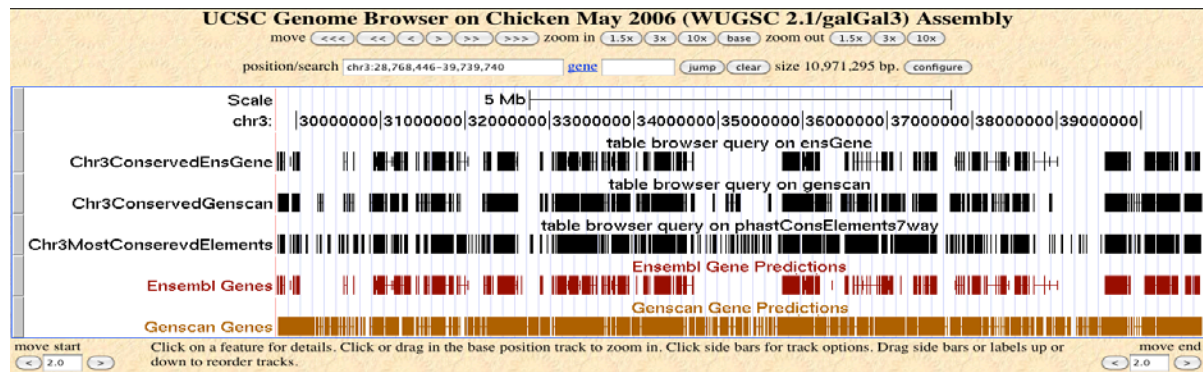 UCSC Genome Browser on Chicken May 2006 (WUGSC 2.1/galGal3) Assembly
move <<< << < > >> >>> zoom in 1.5x 3x 10x base zoom out 1.5x 3x 10x
position/search chr3:28,768,446-39,739,740 gene jump clear size 10,971,295 bp. configure
Scale 5 Mb
chr3: |30000000|31000000|32000000|33000000|34000000|35000000|36000000|37000000|38000000|39000000|
table browser query on ensGene
Chr3ConservedEnsGene
table browser query on genscan
Chr3ConservedGenscan
table browser query on phastConsElements7way
Chr3MostConserevdElements
Ensembl Gene Predictions
Ensembl Genes
Genscan Gene Predictions
Genscan Genes
move start Click on a feature for details. Click or drag in the base position track to zoom in. Click side bars for track options. Drag side bars or labels up or move end
< 2.0 > down to reorder tracks. < 2.0 >